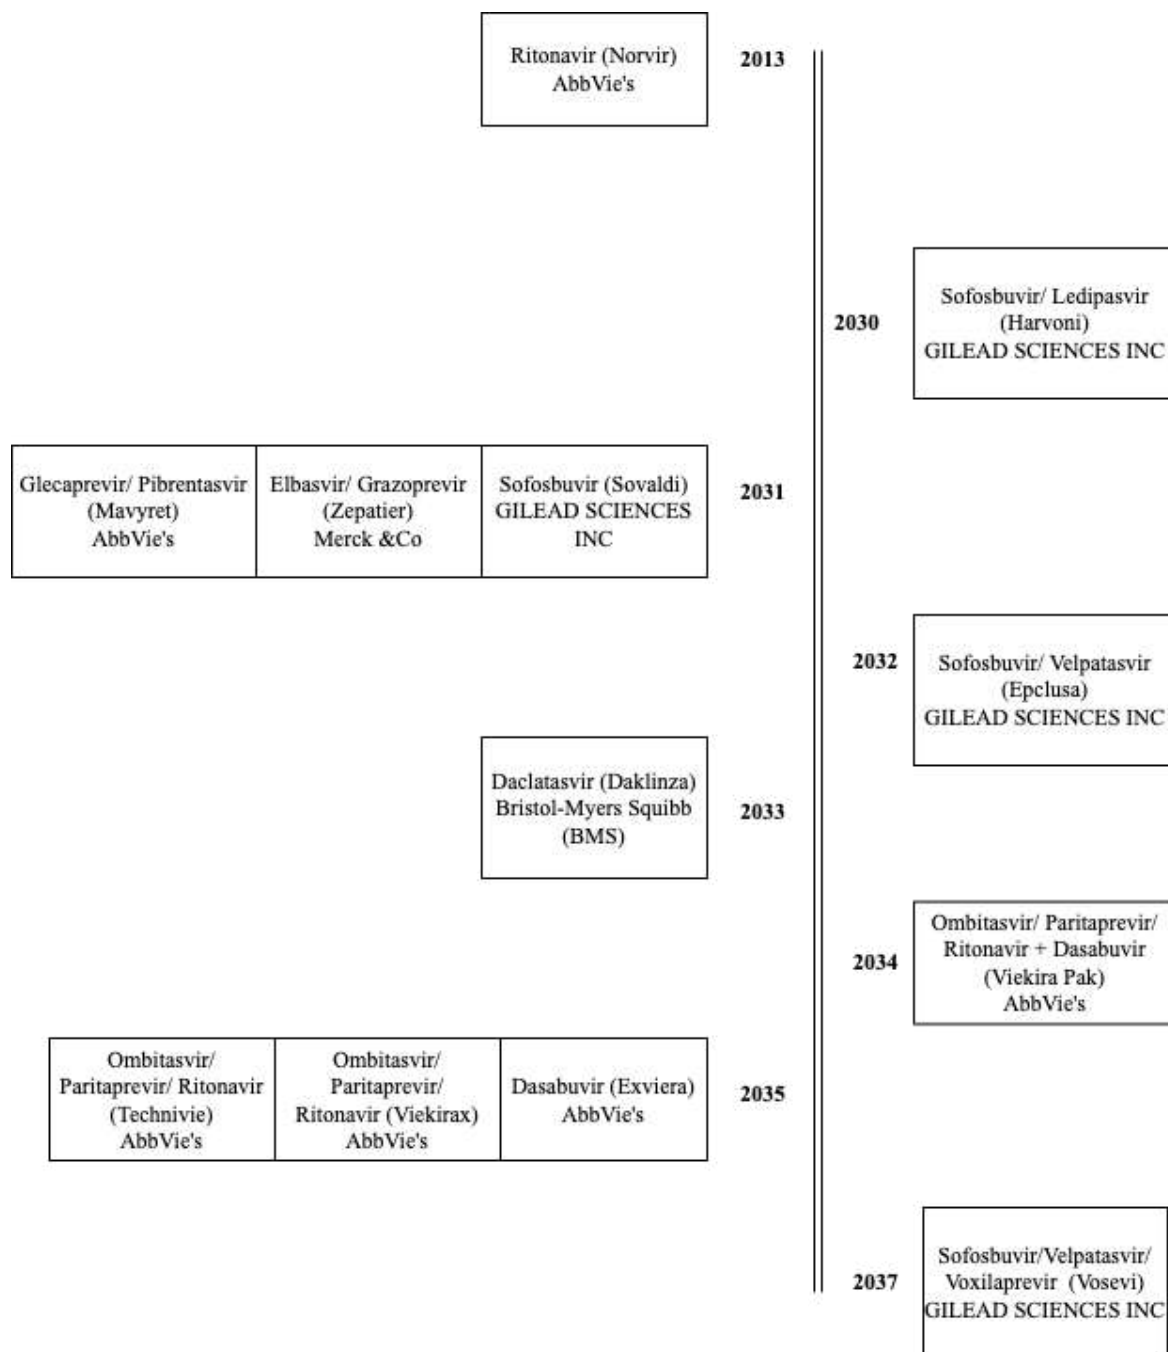 Ritonavir (Norvir)
AbbVie's
2013
Sofosbuvir/ Ledipasvir
(Harvoni)
GILEAD SCIENCES INC
2030
Glecaprevir/ Pibrentasvir
(Mavyret)
AbbVie's
Elbasvir/ Grazoprevir
(Zepatier)
Merck &Co
Sofosbuvir (Sovaldi)
GILEAD SCIENCES
INC
2031
2032
Sofosbuvir/ Velpatasvir
(Epclusa)
GILEAD SCIENCES INC
Daclatasvir (Daklinza)
Bristol-Myers Squibb
(BMS)
2033
2034
Ombitasvir/ Paritaprevir/
Ritonavir + Dasabuvir
(Viekira Pak)
AbbVie's
Ombitasvir/
Paritaprevir/ Ritonavir
(Technivie)
AbbVie's
Ombitasvir/
Paritaprevir/
Ritonavir (Viekirax)
AbbVie's
Dasabuvir (Exviera)
AbbVie's
2035
2037
Sofosbuvir/Velpatasvir/
Voxilaprevir (Vosevi)
GILEAD SCIENCES INC